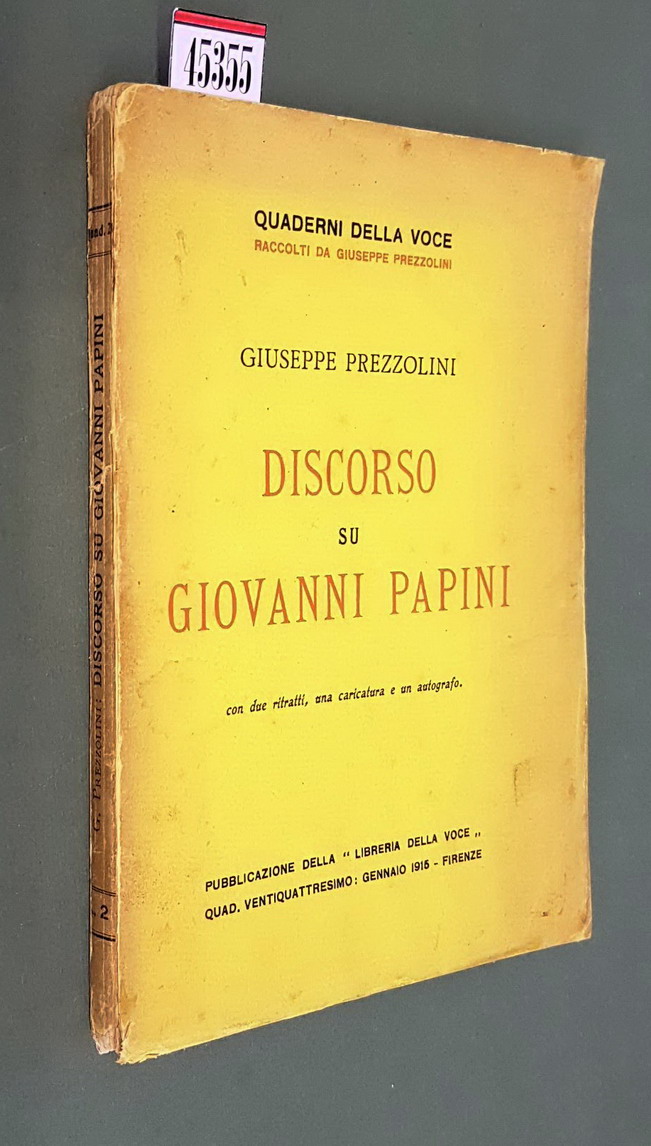 45355
QUADERNI DELLA VOCE
RACCOLTI DA GIUSEPPE PREZZOLINI
GIUSEPPE PREZZOLINI
DISCORSO
SU
GIOVANNI PAPINI
con due ritratti, una caricatura e un autografo.
PUBBLICAZIONE DELLA “ LIBRERIA DELLA VOCE „
QUAD. VENTIQUATTRESIMO: GENNAIO 1915 - FIRENZE
G. PREZZOLINI: DISCORSO SU GIOVANNI PAPINI
. 2